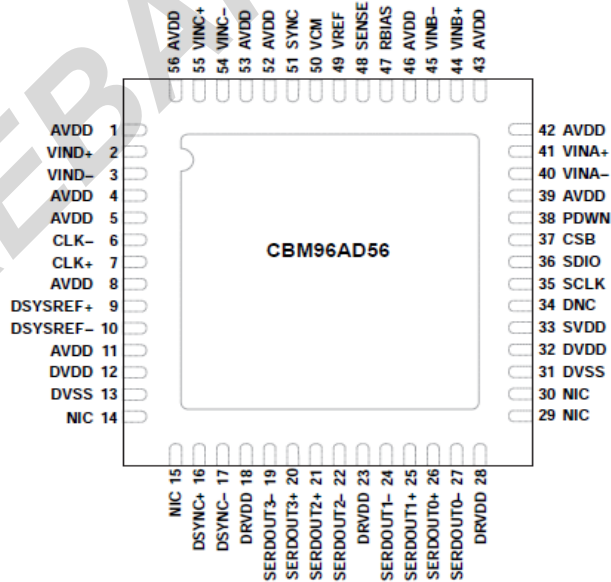 56 AVDD
55 VINC+
54 VINC–
53 AVDD
52 AVDD
51 SYNC
50 VCM
49 VREF
48 SENSE
47 RBIAS
46 AVDD
45 VINB–
44 VINB+
43 AVDD
AVDD 1
VIND+ 2
VIND– 3
AVDD 4
AVDD 5
CLK– 6
CLK+ 7
AVDD 8
DSYSREF+ 9
DSYSREF– 10
AVDD 11
DVDD 12
DVSS 13
NIC 14
CBM96AD56
42 AVDD
41 VINA+
40 VINA–
39 AVDD
38 PDWN
37 CSB
36 SDIO
35 SCLK
34 DNC
33 SVDD
32 DVDD
31 DVSS
30 NIC
29 NIC
NIC 15
DSYNC+ 16
DSYNC– 17
DRVDD 18
SERDOUT3– 19
SERDOUT3+ 20
SERDOUT2+ 21
SERDOUT2– 22
DRVDD 23
SERDOUT1– 24
SERDOUT1+ 25
SERDOUT0+ 26
SERDOUT0– 27
DRVDD 28